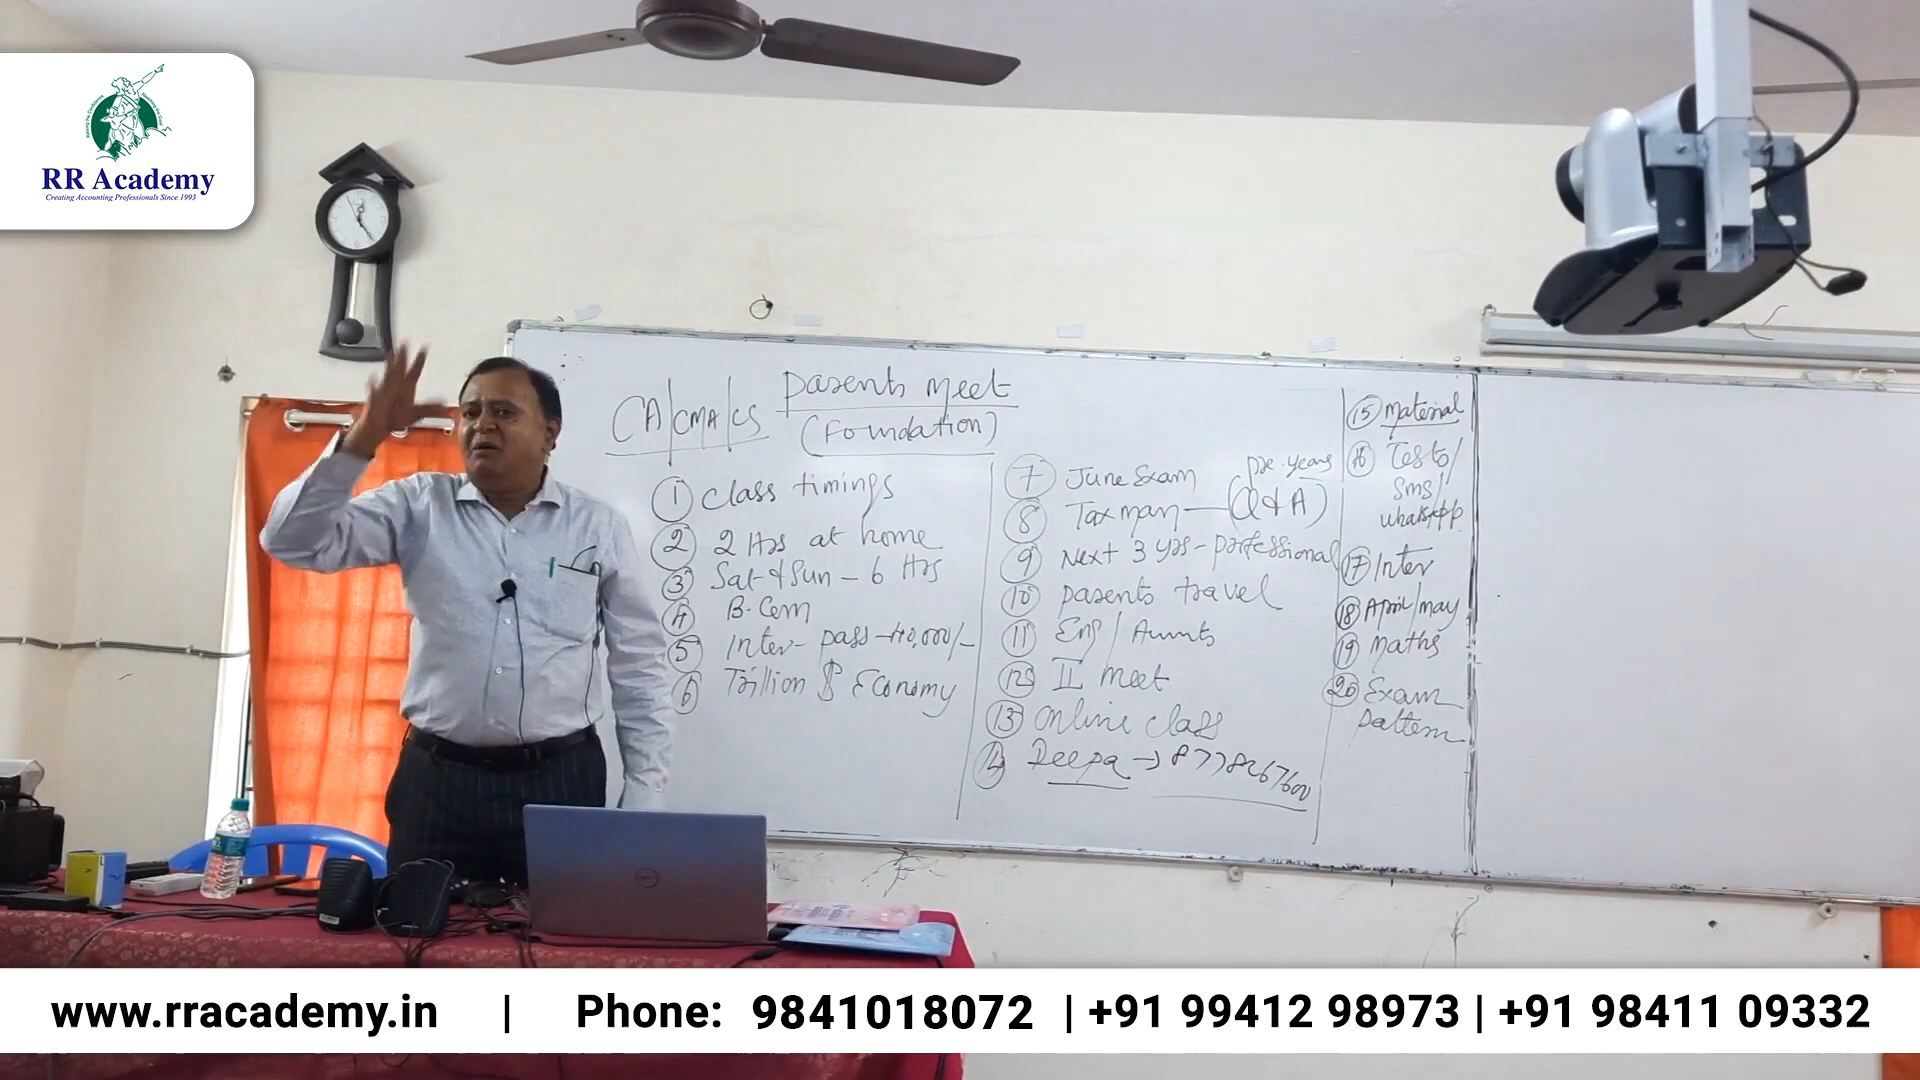 RR Academy
Creating Accounting Professionals Since 1993
CA/CMA/CS Parents Meet
(Foundation)
1 Class timings
2 2 Hrs at home
3 Sat & Sun - 6 Hrs
4 B.Com
5 Inter- pass
6 Trillion $ Economy
7 June Exam
pre. years
8 Taxman — (Q & A)
9 Next 3 yrs - professional
10 parents travel
11 Eng / Acunts
12 II meet
13 online class
14 Deepa → 8778267600
15 Material
16 Tests/
Sms/
whatsApp
17 Inter
18 April/may
19 Maths
20 Exam
pattern
www.rracademy.in | Phone: 9841018072 | +91 99412 98973 | +91 98411 09332